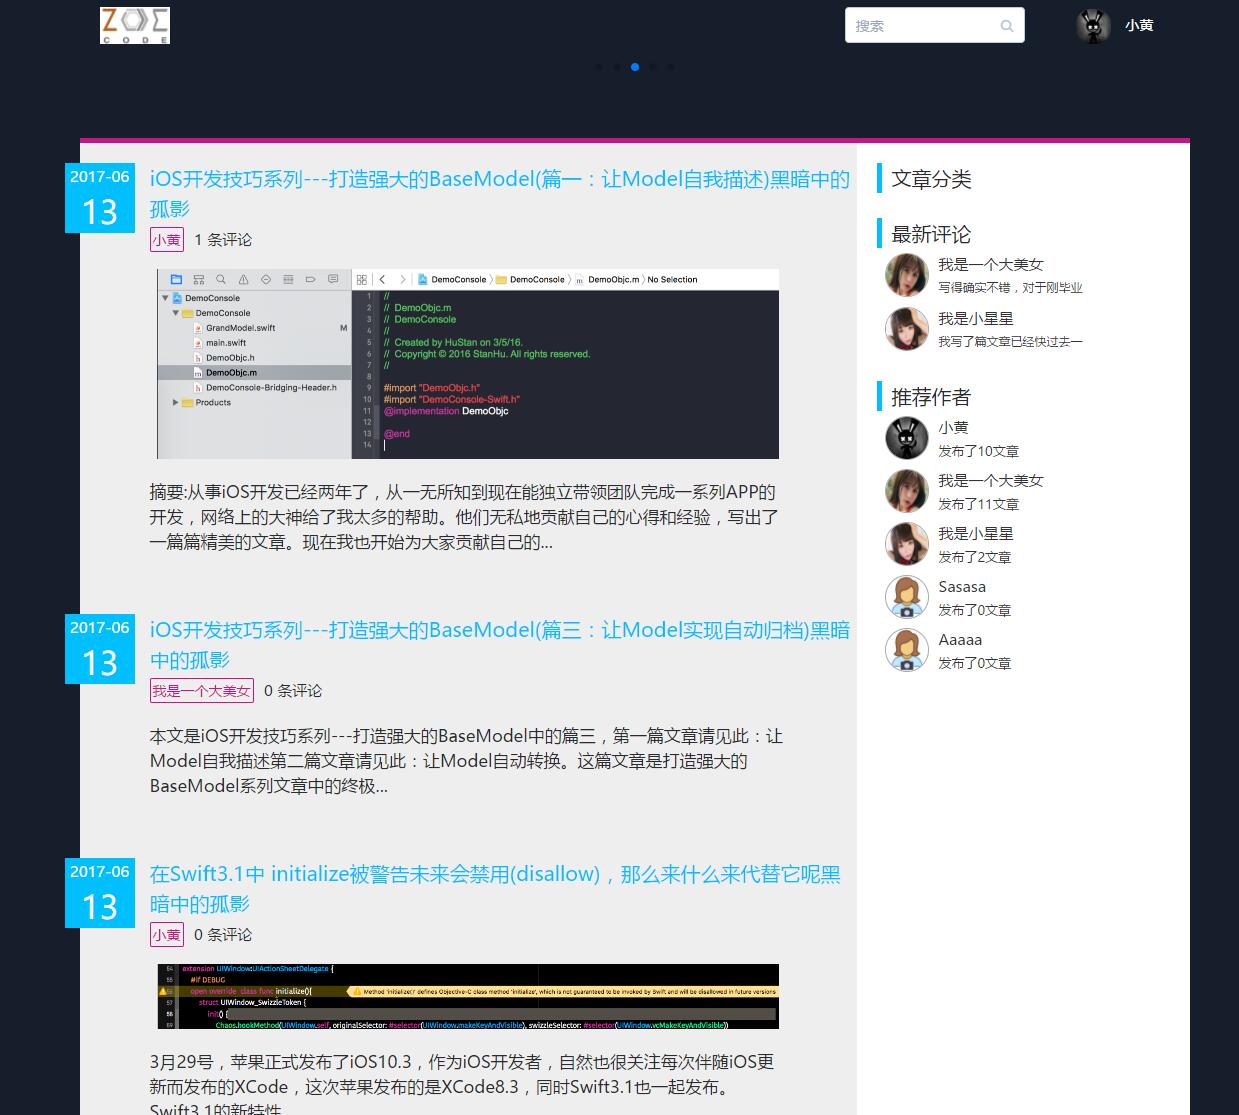 ZOE
CODE
搜索
小黄
2017-06
13
iOS开发技巧系列---打造强大的BaseModel(篇一：让Model自我描述)黑暗中的
孤影
小黄 1 条评论
DemoConsole 〉 DemoConsole 〉 m DemoObjc.m 〉 No Selection
DemoConsole
DemoConsole
GrandModel.swift M
main.swift
h DemoObjc.h
m DemoObjc.m
h DemoConsole-Bridging-Header.h
Products
1 //
2 // DemoObjc.m
3 // DemoConsole
4 //
5 // Created by HuStan on 3/5/16.
6 // Copyright © 2016 StanHu. All rights reserved.
7 //
8
9 #import "DemoObjc.h"
10 #import "DemoConsole-Swift.h"
11 @implementation DemoObjc
12
13 @end
14
摘要:从事iOS开发已经两年了，从一无所知到现在能独立带领团队完成一系列APP的
开发，网络上的大神给了我太多的帮助。他们无私地贡献自己的心得和经验，写出了
一篇篇精美的文章。现在我也开始为大家贡献自己的...
2017-06
13
iOS开发技巧系列---打造强大的BaseModel(篇三：让Model实现自动归档)黑暗
中的孤影
我是一个大美女 0 条评论
本文是iOS开发技巧系列---打造强大的BaseModel中的篇三，第一篇文章请见此：让
Model自我描述第二篇文章请见此：让Model自动转换。这篇文章是打造强大的
BaseModel系列文章中的终极...
2017-06
13
在Swift3.1中 initialize被警告未来会禁用(disallow)，那么来什么来代替它呢黑
暗中的孤影
小黄 0 条评论
54 extension UIWindow:UIActionSheetDelegate {
55 #if DEBUG
open override class func initialize(){ Method 'initialize()' defines Objective-C class method 'initialize', which is not guaranteed to be invoked by Swift and will be disallowed in future versions
57 struct UIWindow_SwizzleToken {
58 init() {
59 Chaos.hookMethod(UIWindow.self, originalSelector: #selector(UIWindow.makeKeyAndVisible), swizzleSelector: #selector(UIWindow.vcMakeKeyAndVisible))
3月29号，苹果正式发布了iOS10.3，作为iOS开发者，自然也很关注每次伴随iOS更
新而发布的XCode，这次苹果发布的是XCode8.3，同时Swift3.1也一起发布。
Swift3.1的新特性
文章分类
最新评论
我是一个大美女
写得确实不错，对于刚毕业
我是小星星
我写了篇文章已经快过去一
推荐作者
小黄
发布了10文章
我是一个大美女
发布了11文章
我是小星星
发布了2文章
Sasasa
发布了0文章
Aaaaa
发布了0文章